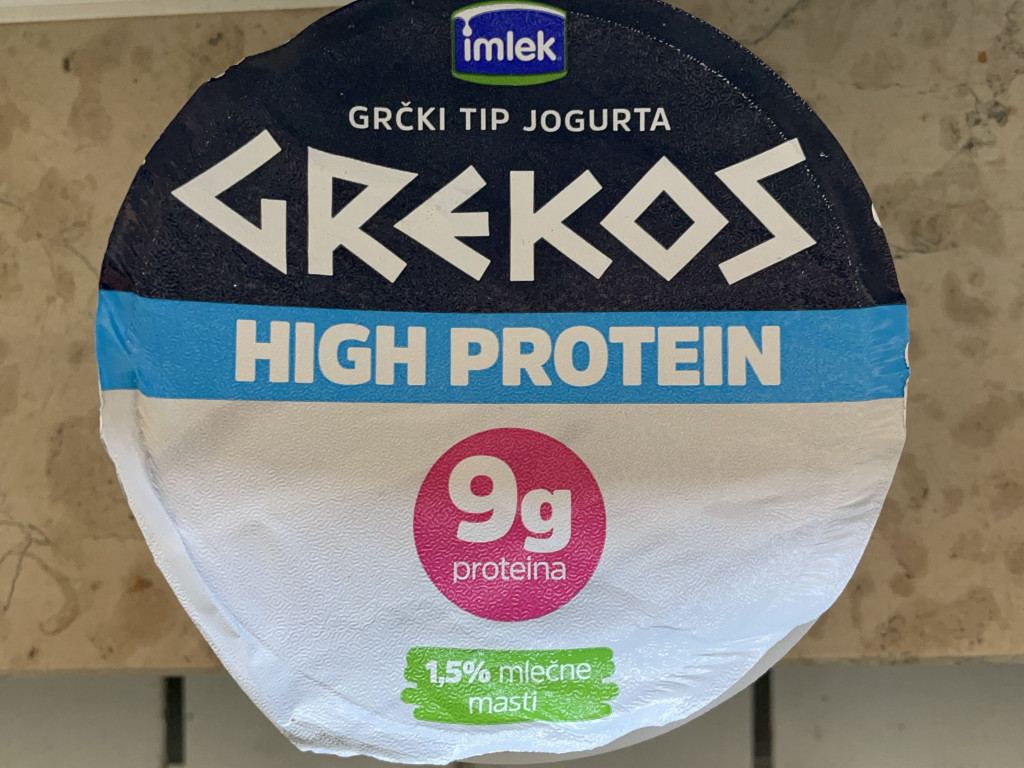 imlek
GRČKI TIP JOGURTA
GREKOS
HIGH PROTEIN
9g
proteina
1,5% mlečne
masti